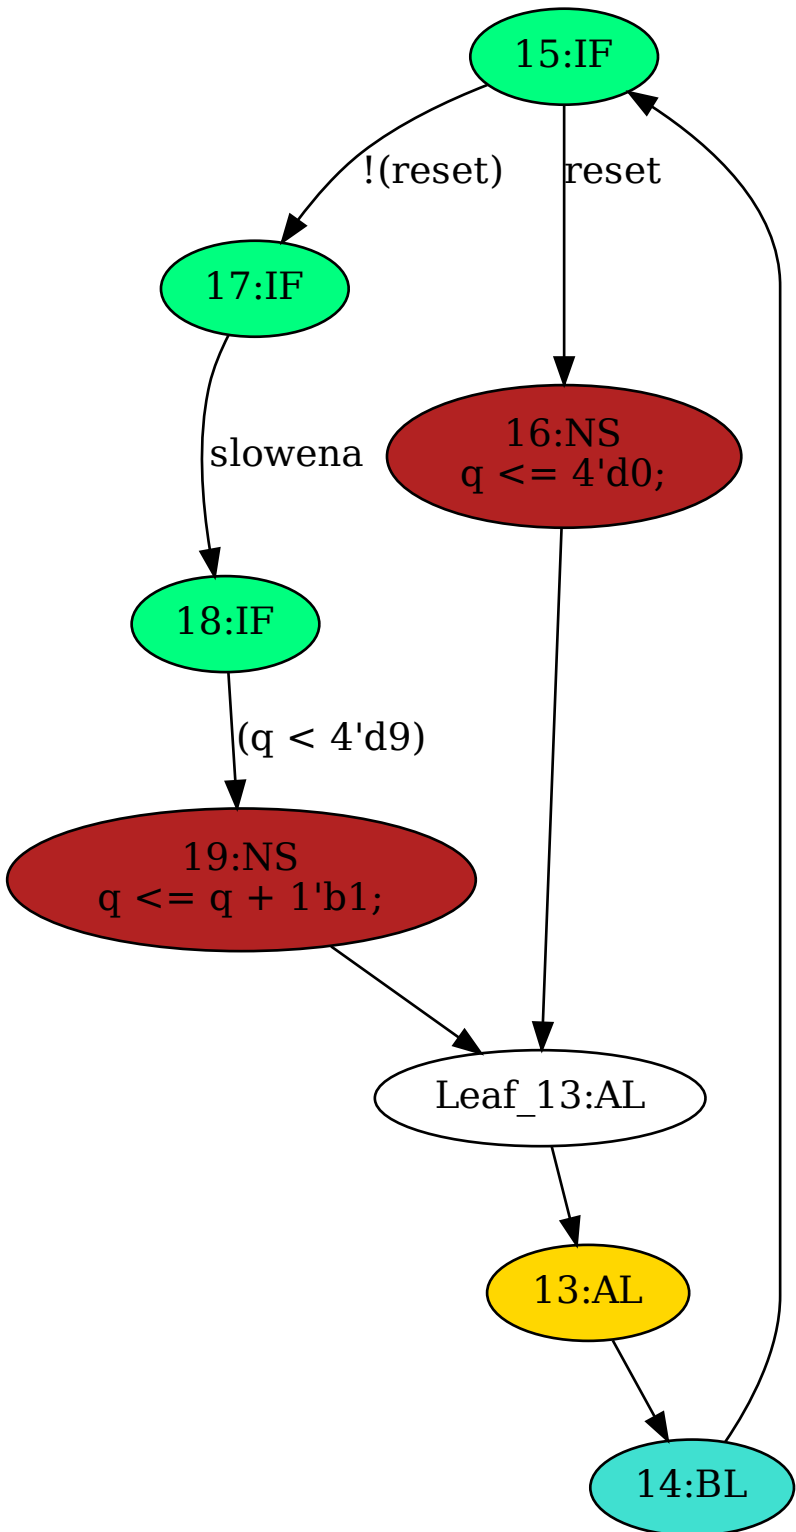 15:IF
!(reset)
reset
17:IF
16:NS
q <= 4'd0;
slowena
18:IF
(q < 4'd9)
19:NS
q <= q + 1'b1;
Leaf_13:AL
13:AL
14:BL